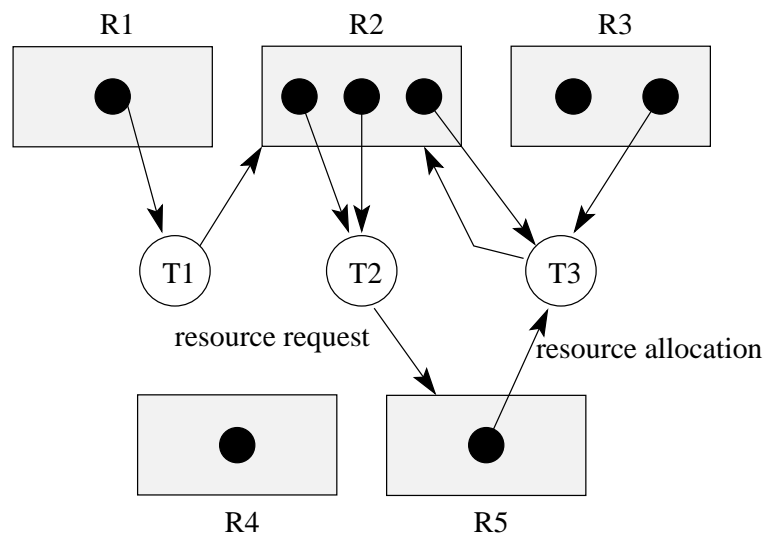 R1
R2
R3
T1
T2
T3
resource request
resource allocation
R4
R5